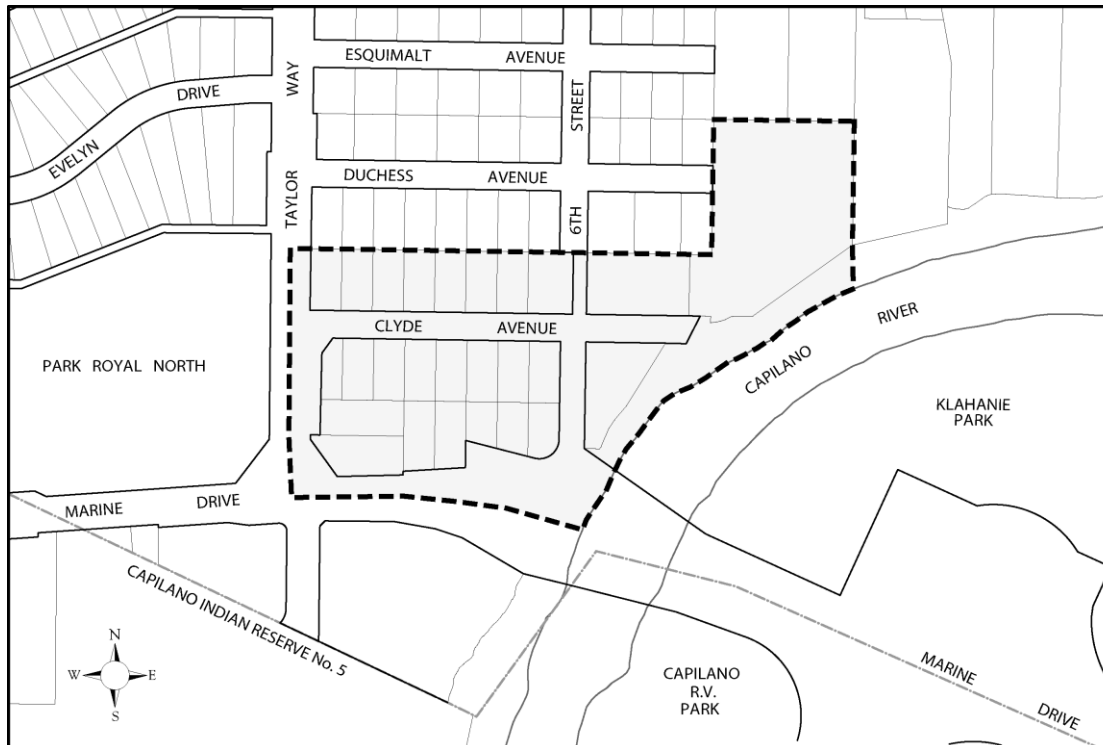 ESQUIMALT AVENUE
WAY
DRIVE
STREET
EVELYN
DUCHESS AVENUE
TAYLOR
6TH
RIVER
CLYDE AVENUE
PARK ROYAL NORTH
CAPILANO
KLAHANIE
PARK
MARINE DRIVE
CAPILANO INDIAN RESERVE No. 5
N
W E
S
CAPILANO
R.V.
PARK
MARINE
DRIVE